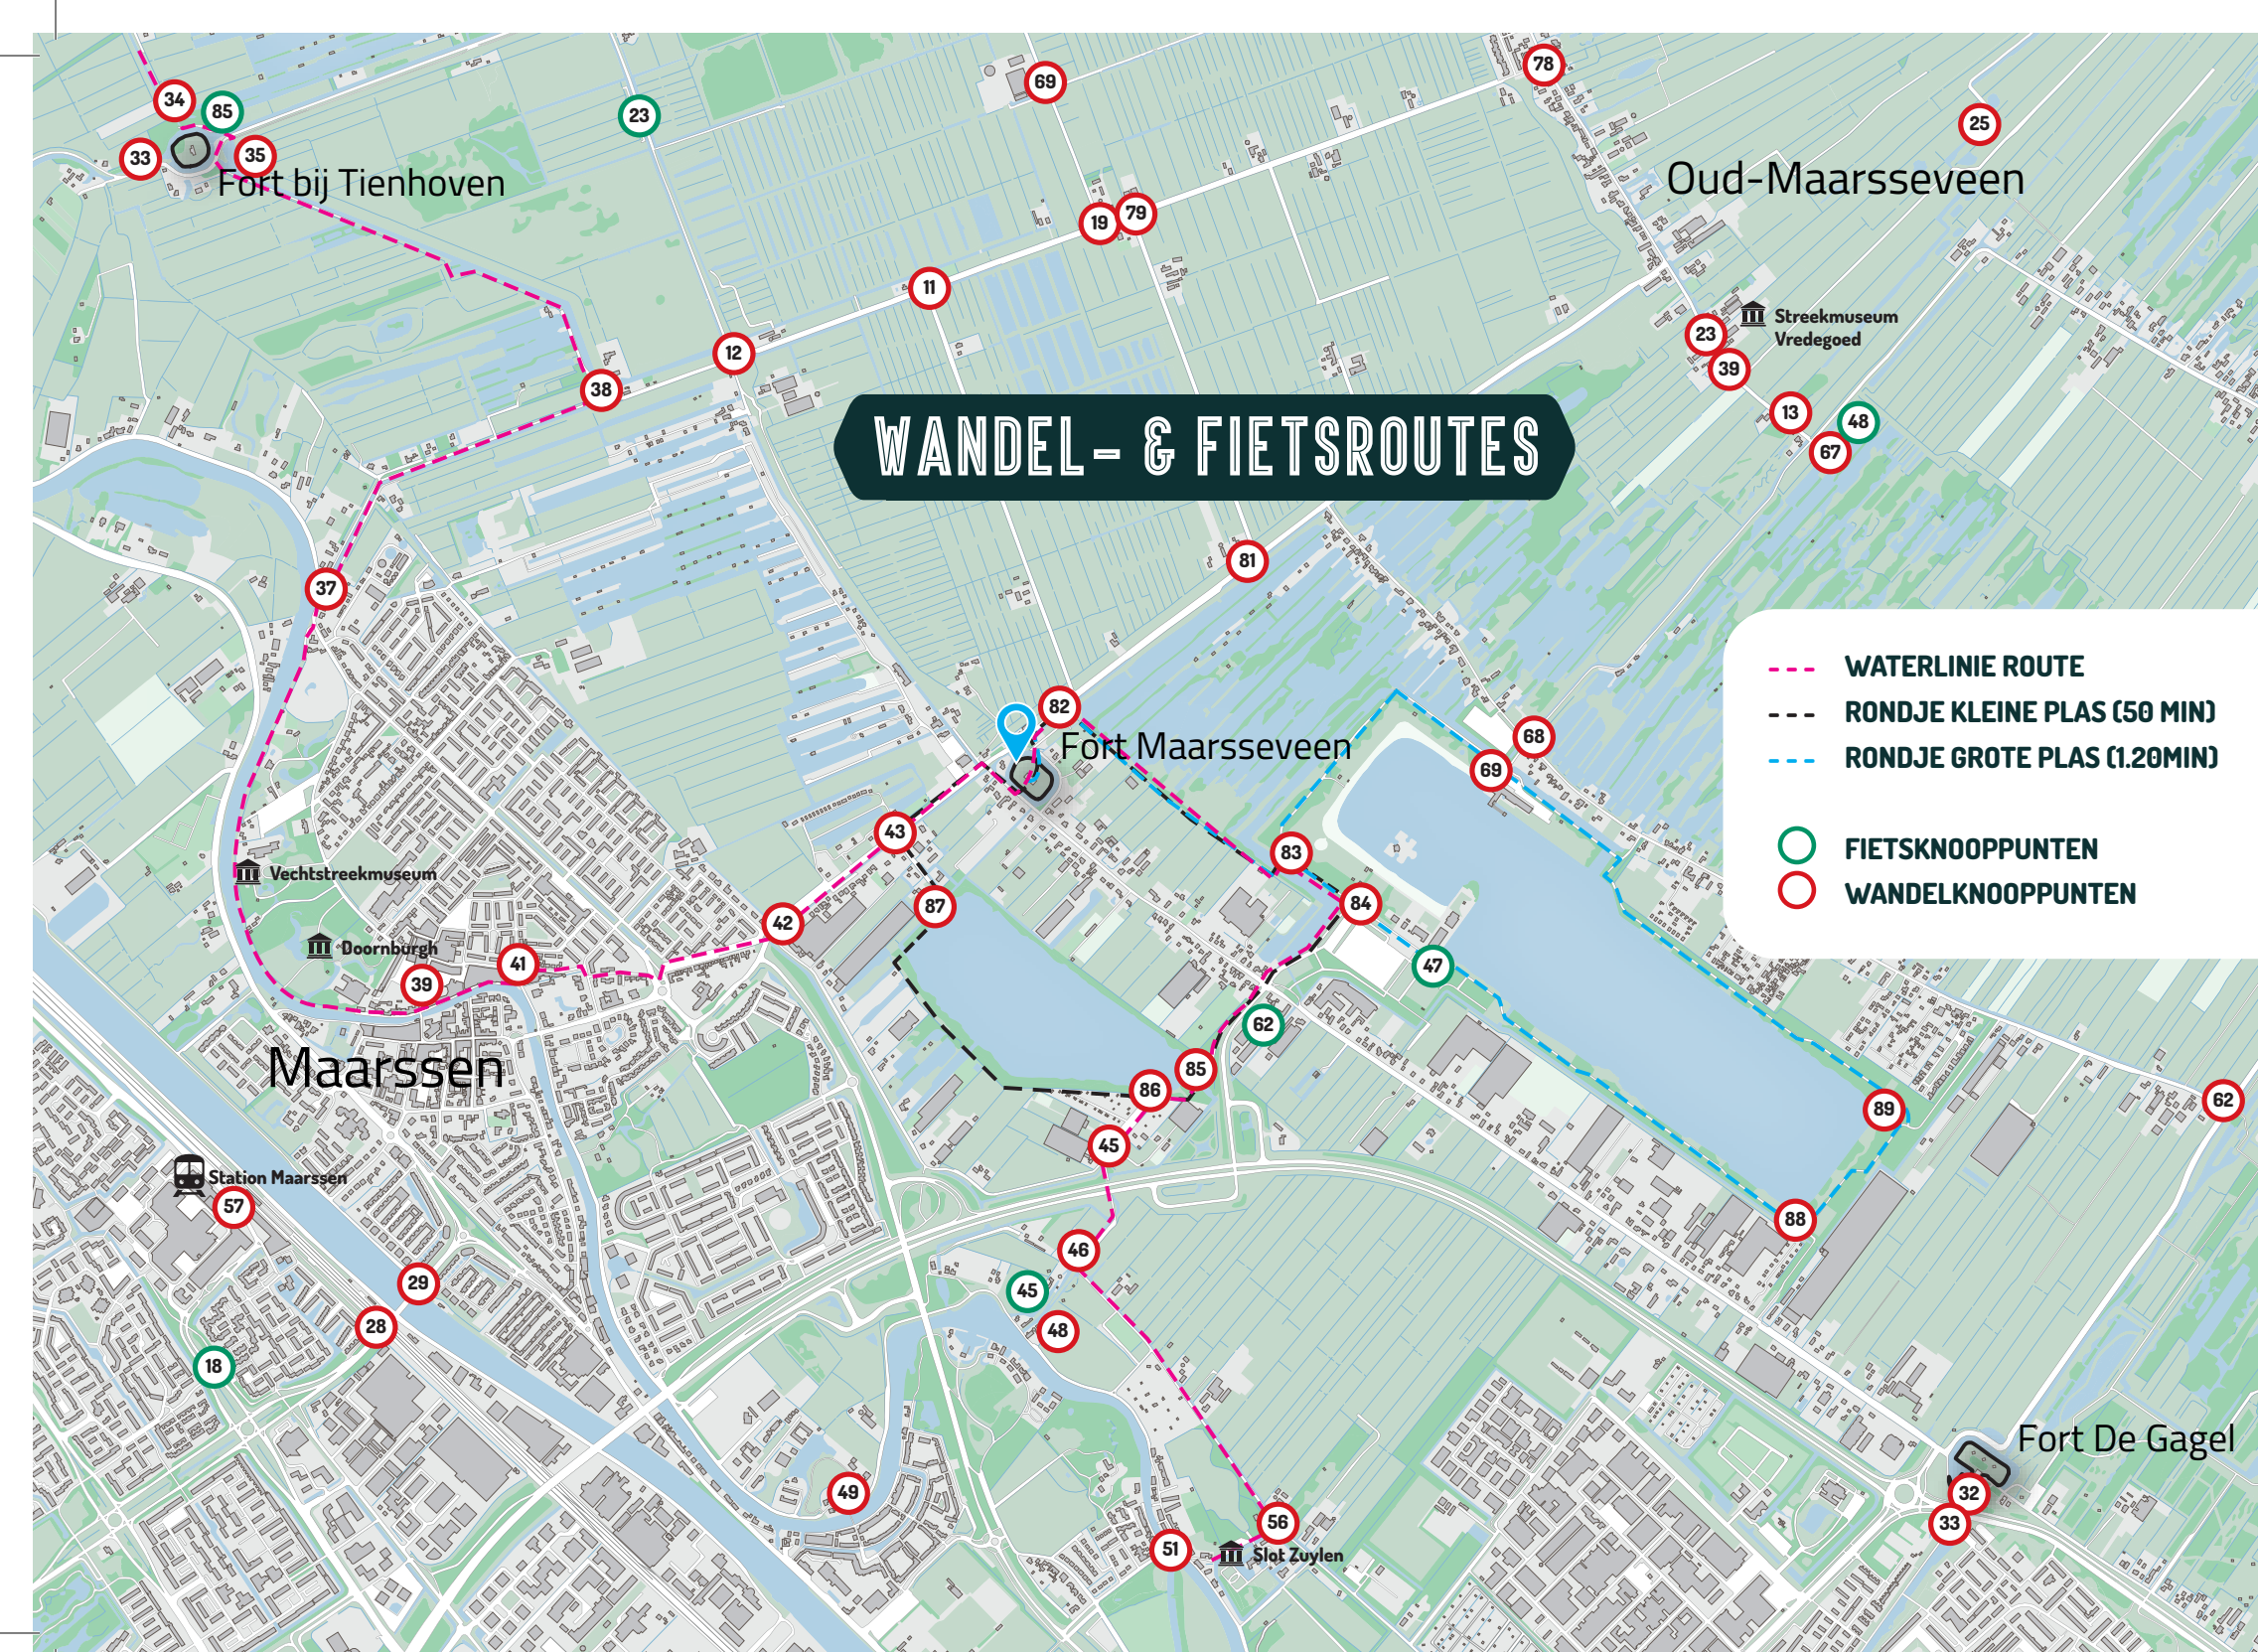 78
69
34
85
23
25
33
35
Fort bij Tienhoven
Oud-Maarsseveen
19
79
11
Streekmuseum
Vredegoed
23
12
39
38
13
48
67
WANDEL- & FIETSROUTES
81
37
WATERLINIE ROUTE
RONDJE KLEINE PLAS (50 MIN)
RONDJE GROTE PLAS (1.20MIN)
FIETSKNOOPPUNTEN
WANDELKNOOPPUNTEN
82
Fort Maarsseveen
68
69
43
83
Vechtstreekmuseum
87
84
42
Doornburgh
41
39
47
62
Maarssen
85
86
89
62
45
Station Maarssen
57
88
46
29
45
28
48
18
Fort De Gagel
49
32
56
33
51
Slot Zuylen